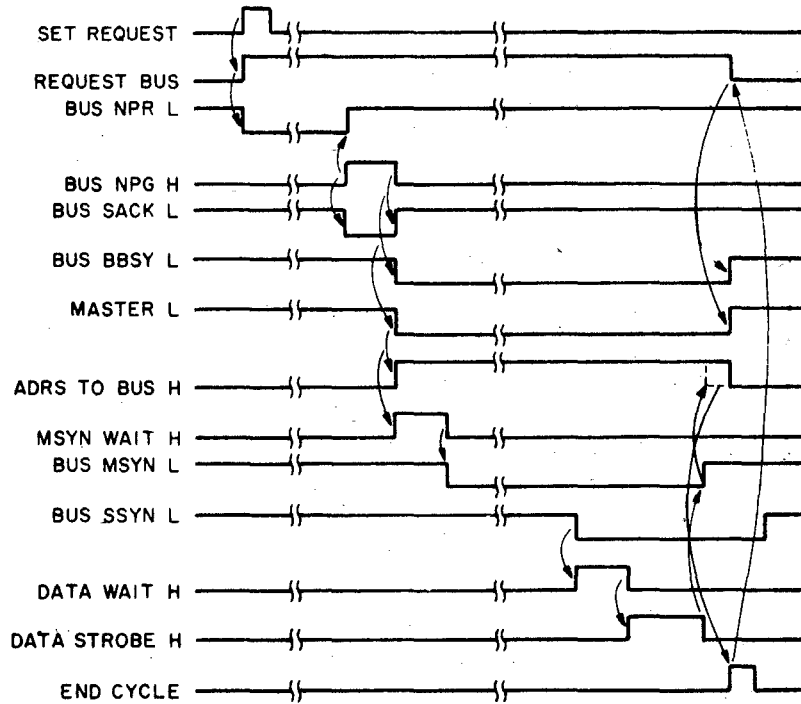 SET REQUEST
REQUEST BUS
BUS NPR L
BUS NPG H
BUS SACK L
BUS BBSY L
MASTER L
ADRS TO BUS H
MSYN WAIT H
BUS MSYN L
BUS SSYN L
DATA WAIT H
DATA STROBE H
END CYCLE